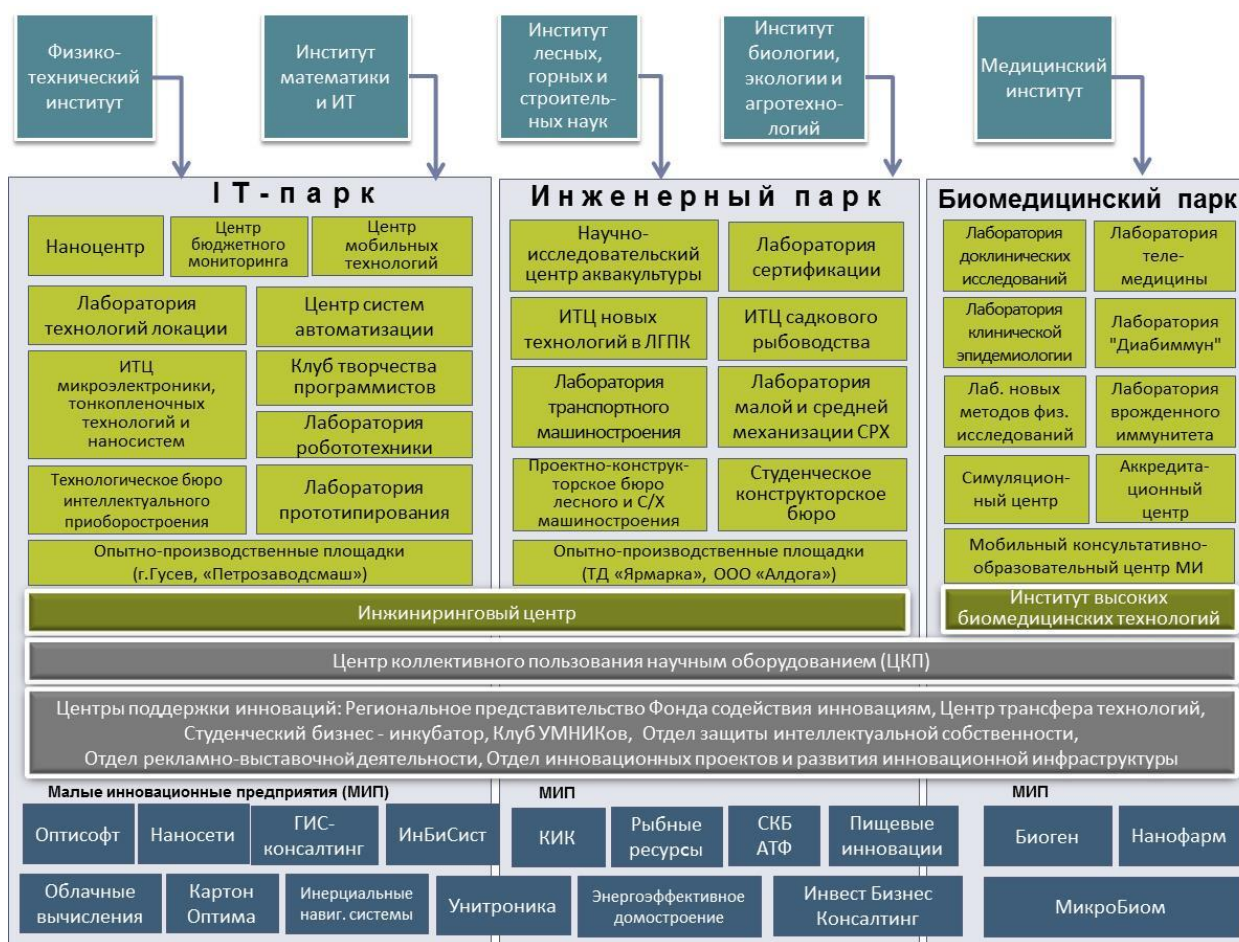 Физико-
технический
институт
Институт
математики
и ИТ
Институт
лесных,
горных и
строитель-
ных наук
Институт
биологии,
экологии и
агротехно-
логий
Медицинский
институт
IT-парк
Наноцентр
Центр
бюджетного
мониторинга
Центр
мобильных
технологий
Лаборатория
технологий локации
Центр систем
автоматизации
ИТЦ
микроэлектроники,
тонкопленочных
технологий и
наносистем
Клуб творчества
программистов
Лаборатория
робототехники
Технологическое бюро
интеллектуального
приборостроения
Лаборатория
прототипирования
Опытно-производственные площадки
(г.Гусев, «Петрозаводсмаш»)
Инженерный парк
Научно-
исследовательский
центр аквакультуры
Лаборатория
сертификации
ИТЦ новых
технологий в ЛГПК
ИТЦ садкового
рыбоводства
Лаборатория
транспортного
машиностроения
Лаборатория
малой и средней
механизации СРХ
Проектно-конструк-
торское бюро
лесного и С/Х
машиностроения
Студенческое
конструкторское
бюро
Опытно-производственные площадки
(ТД «Ярмарка», ООО «Алдога»)
Биомедицинский парк
Лаборатория
доклинических
исследований
Лаборатория
теле-
медицины
Лаборатория
клинической
эпидемиологии
Лаборатория
"Диабиммун"
Лаб. новых
методов физ.
исследований
Лаборатория
врожденного
иммунитета
Симуляцион-
ный центр
Аккредита-
ционный
центр
Мобильный консультативно-
образовательный центр МИ
Инжиниринговый центр
Институт высоких
биомедицинских технологий
Центр коллективного пользования научным оборудованием (ЦКП)
Центры поддержки инноваций: Региональное представительство Фонда содействия инновациям, Центр трансфера технологий,
Студенческий бизнес - инкубатор, Клуб УМНИКов, Отдел защиты интеллектуальной собственности,
Отдел рекламно-выставочной деятельности, Отдел инновационных проектов и развития инновационной инфраструктуры
Малые инновационные предприятия (МИП)
МИП
МИП
Оптисофт
Наносети
ГИС-
консалтинг
ИнБиСист
КИК
Рыбные
ресурсы
СКБ
АТФ
Пищевые
инновации
Биоген
Нанофарм
Облачные
вычисления
Картон
Оптима
Инерциальные
навиг. системы
Унитроника
Энергоэффективное
домостроение
Инвест Бизнес
Консалтинг
МикроБиом